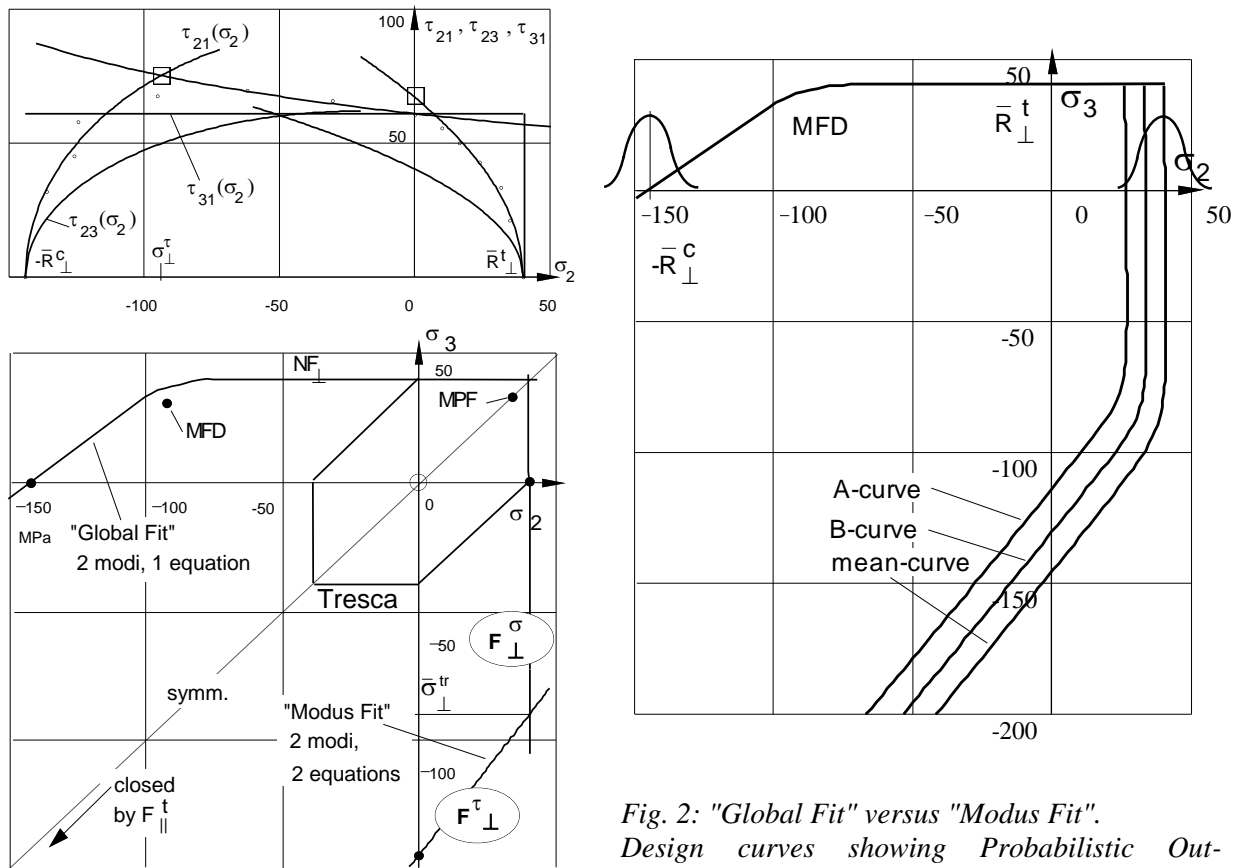 100
τ21 , τ23 , τ31
τ21(σ2)
50
τ31(σ2)
τ23(σ2)
-R̄c⊥
στ⊥
R̄t⊥
σ2
-100
-50
0
50
σ3
50
NF⊥
MPF
MFD
−150
−100
-50
0
σ2
MPa
"Global Fit"
2 modi, 1 equation
Tresca
Fσ⊥
−50
symm.
σ̄tr⊥
"Modus Fit"
2 modi,
2 equations
−100
closed
by Ft∥
Fτ⊥
50
σ3
R̄t⊥
MFD
σ2
−150
-100
-50
0
50
-R̄c⊥
-50
-100
A-curve
B-curve
mean-curve
-150
-200
Fig. 2: "Global Fit" versus "Modus Fit".
Design curves showing Probabilistic Out-